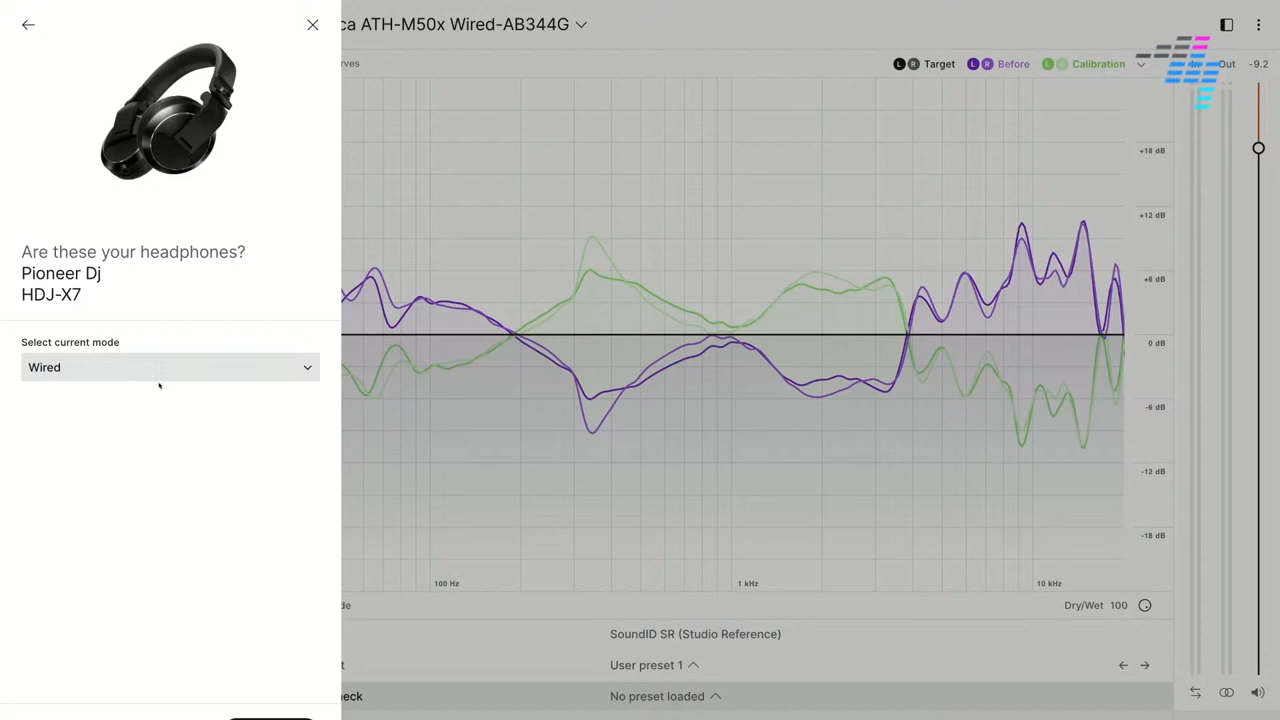 ca ATH-M50x Wired-AB344G
rves
Target
Before
Calibration
In
Out
-9.2
L R
L R
L R
Are these your headphones?
Pioneer Dj
HDJ-X7
Select current mode
Wired
+18 dB
+12 dB
+6 dB
0 dB
-6 dB
-12 dB
-18 dB
100 Hz
1 kHz
10 kHz
de
Dry/Wet 100
SoundID SR (Studio Reference)
t
User preset 1
eck
No preset loaded